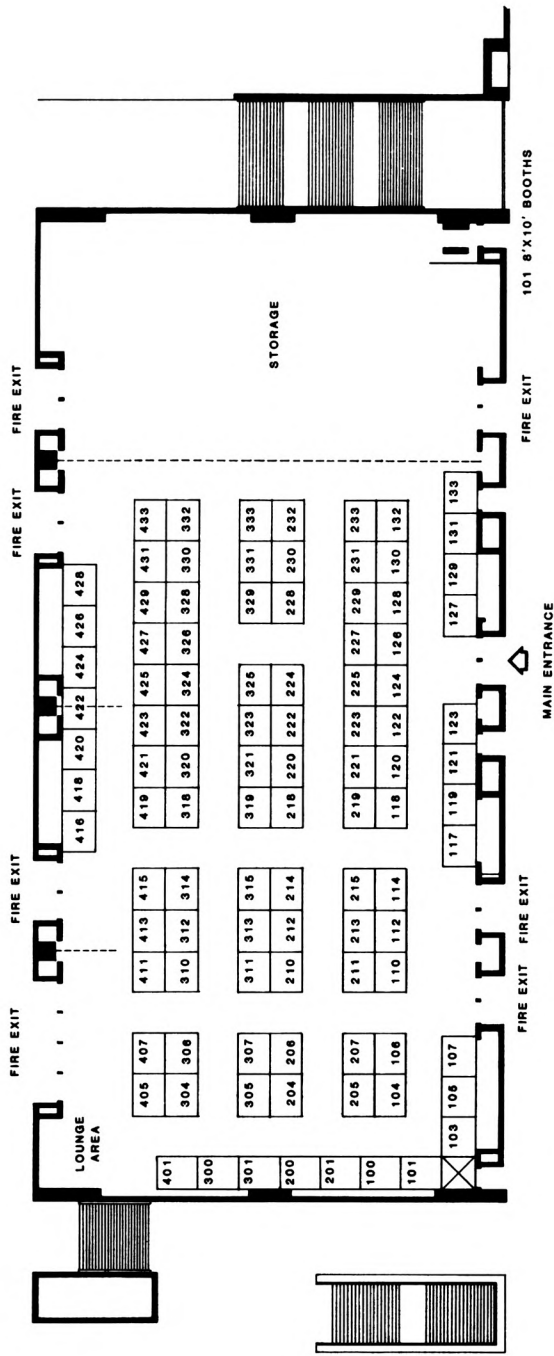 FIRE EXIT
FIRE EXIT
FIRE EXIT
FIRE EXIT
LOUNGE
AREA
416 418 420 422 424 426 428
405 407 411 413 415 419 421 423 425 427 429 431 433
401
304 306 310 312 314 318 320 322 324 326 328 330 332
300
301
305 307 311 313 315 319 321 323 325 329 331 333
STORAGE
200
204 206 210 212 214 218 220 222 224 228 230 232
201
205 207 211 213 215 219 221 223 225 227 229 231 233
100
104 106 110 112 114 118 120 122 124 126 128 130 132
101
103 105 107 117 119 121 123 127 129 131 133
FIRE EXIT
FIRE EXIT
FIRE EXIT
101 8'X10' BOOTHS
MAIN ENTRANCE